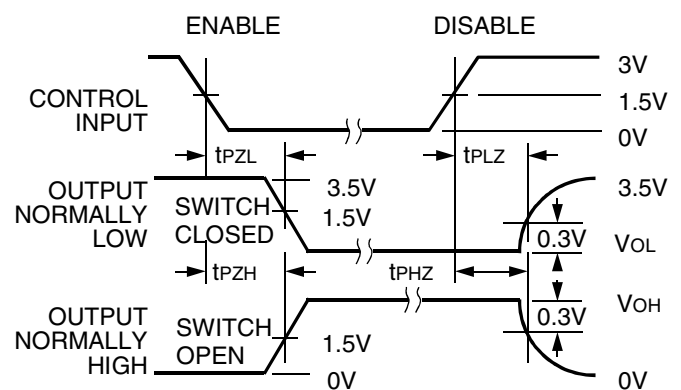 ENABLE DISABLE
3V
CONTROL INPUT
1.5V
0V
tPZL tPLZ
OUTPUT NORMALLY LOW
SWITCH CLOSED
3.5V
1.5V
3.5V
0.3V
VOL
tPZH tPHZ
OUTPUT NORMALLY HIGH
SWITCH OPEN
1.5V
0V
VOH
0.3V
0V